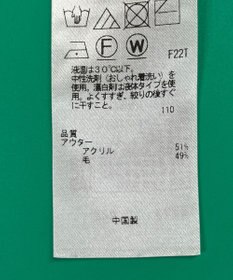 F W F22T
液温は30℃以下。
中性洗剤(おしゃれ着洗い)を
使用。漂白剤は液体タイプを使
用。よくすすぎ、絞りの後すぐ
に干すこと。
110
品質
アウター
アクリル 51%
毛 49%
中国製